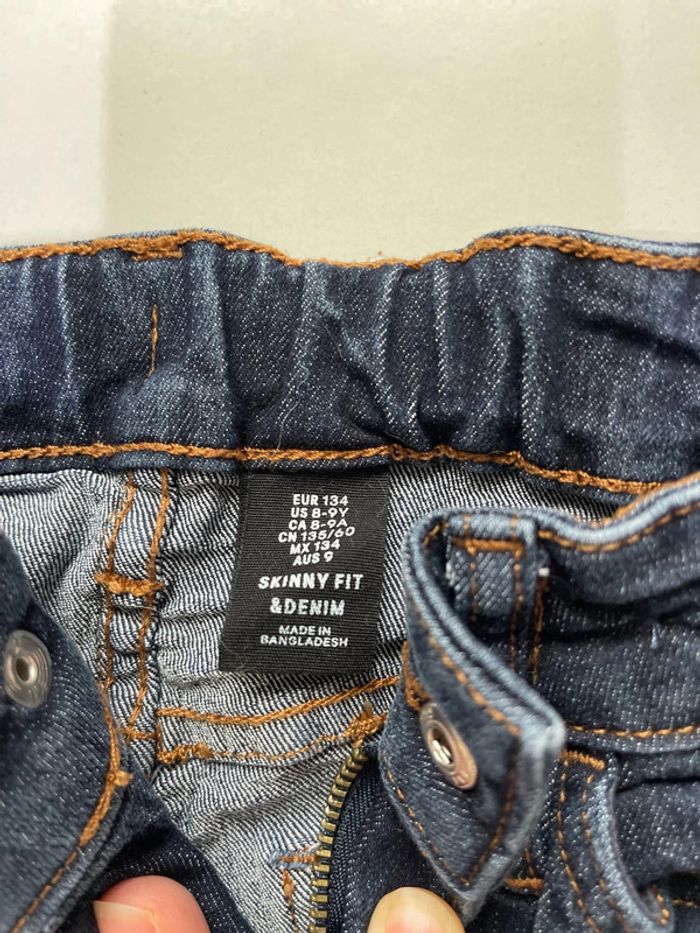 EUR 134
US 8-9Y
CA 8-9A
CN 135/60
MX 134
AUS 9
SKINNY FIT
&DENIM
MADE IN
BANGLADESH